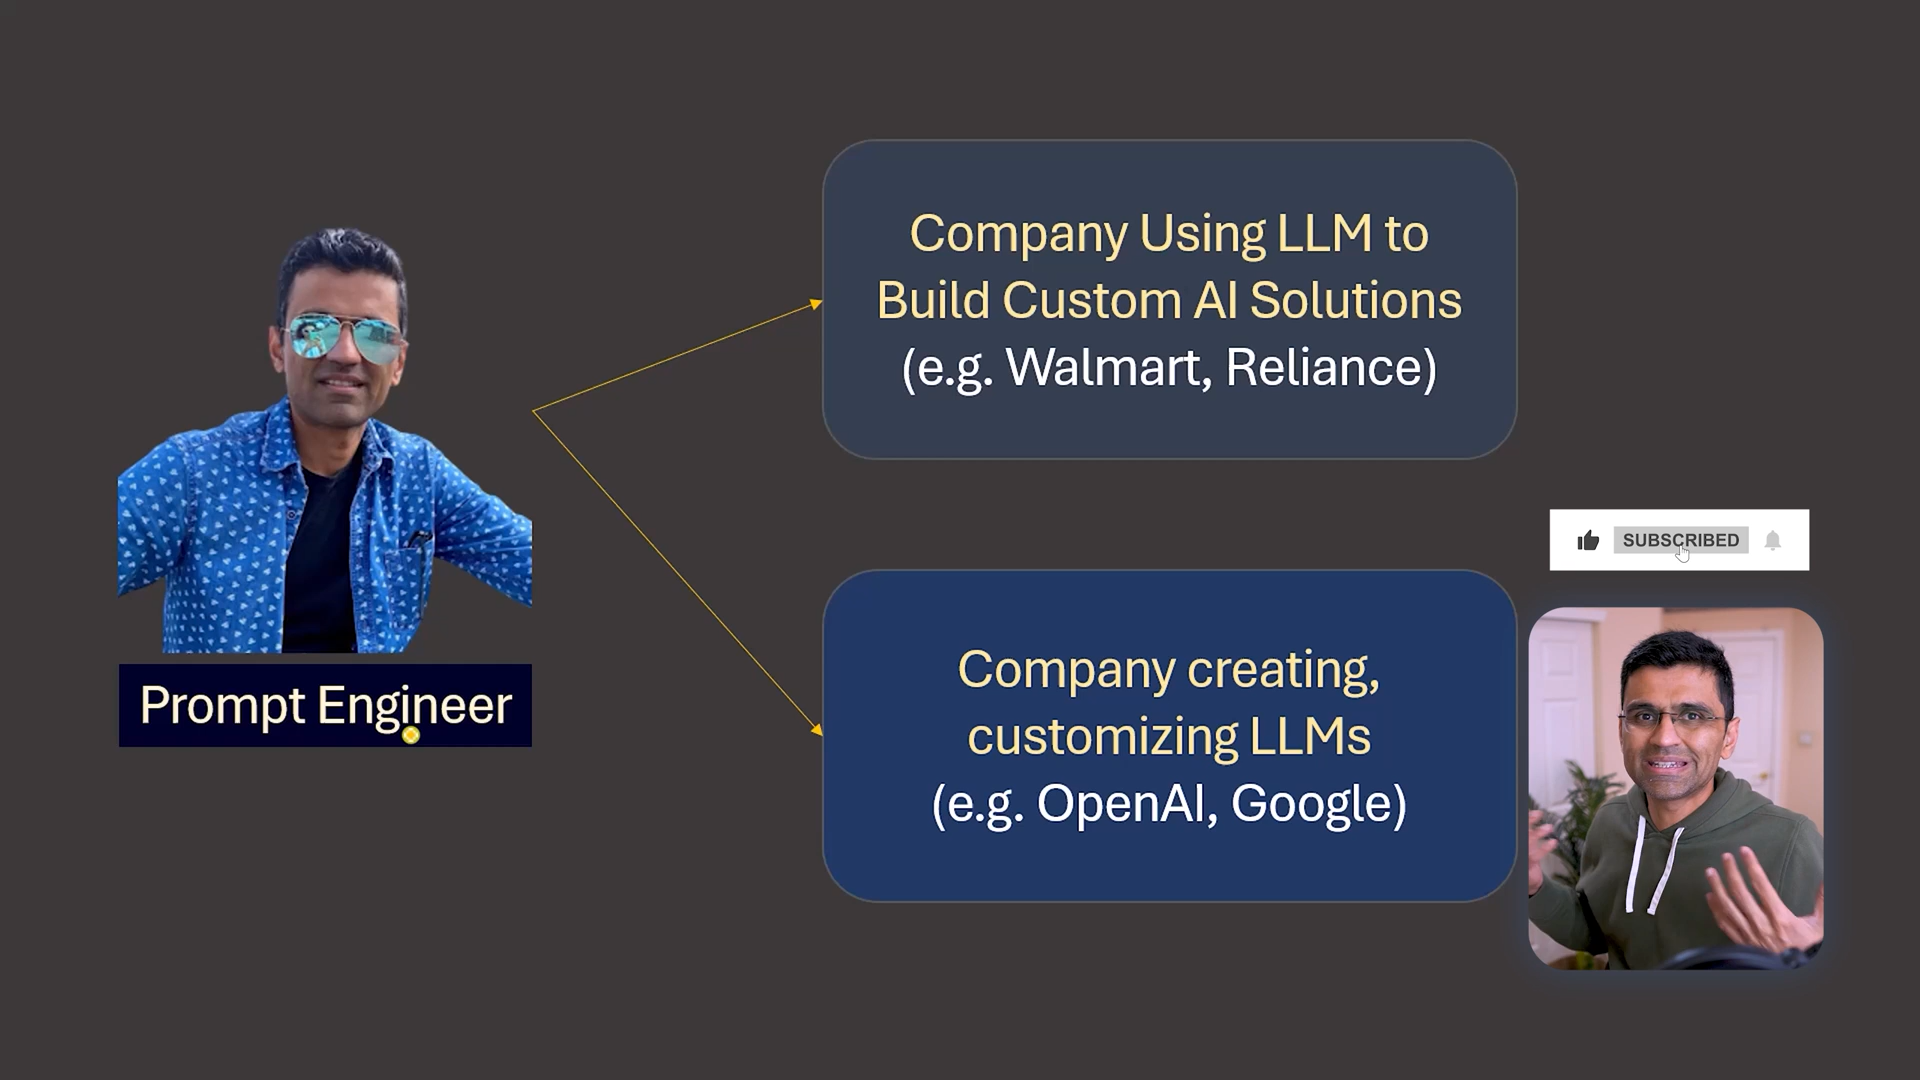 Company Using LLM to
Build Custom AI Solutions
(e.g. Walmart, Reliance)
SUBSCRIBED
Prompt Engineer
Company creating,
customizing LLMs
(e.g. OpenAI, Google)